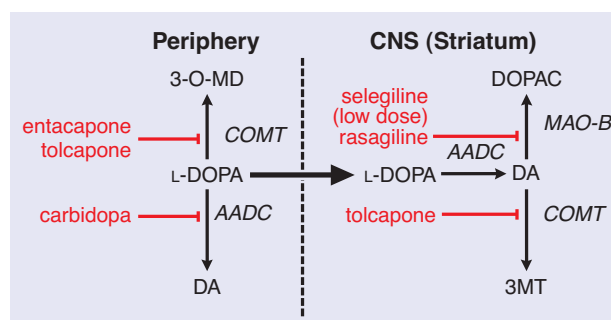 Periphery
3-O-MD
entacapone
tolcapone
COMT
L-DOPA
carbidopa
AADC
DA
CNS (Striatum)
DOPAC
selegiline
(low dose)
rasagiline
MAO-B
AADC
L-DOPA
DA
tolcapone
COMT
3MT